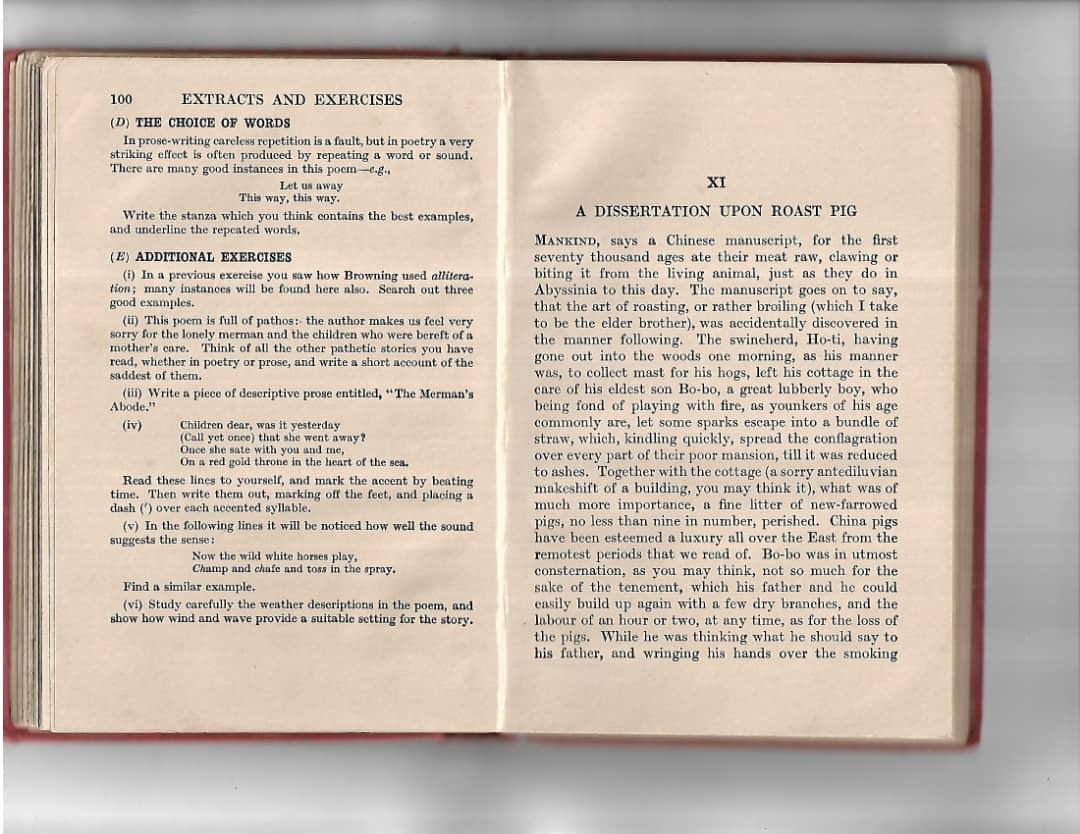 100 EXTRACTS AND EXERCISES
(D) THE CHOICE OF WORDS
In prose-writing careless repetition is a fault, but in poetry a very
striking effect is often produced by repeating a word or sound.
There are many good instances in this poem—e.g.,
Let us away
This way, this way.
Write the stanza which you think contains the best examples,
and underline the repeated words.
(E) ADDITIONAL EXERCISES
(i) In a previous exercise you saw how Browning used allitera-
tion; many instances will be found here also. Search out three
good examples.
(ii) This poem is full of pathos: the author makes us feel very
sorry for the lonely merman and the children who were bereft of a
mother's care. Think of all the other pathetic stories you have
read, whether in poetry or prose, and write a short account of the
saddest of them.
(iii) Write a piece of descriptive prose entitled, "The Merman's
Abode."
(iv) Children dear, was it yesterday
(Call yet once) that she went away?
Once she sate with you and me,
On a red gold throne in the heart of the sea.
Read these lines to yourself, and mark the accent by beating
time. Then write them out, marking off the feet, and placing a
dash (′) over each accented syllable.
(v) In the following lines it will be noticed how well the sound
suggests the sense:
Now the wild white horses play,
Champ and chafe and toss in the spray.
Find a similar example.
(vi) Study carefully the weather descriptions in the poem, and
show how wind and wave provide a suitable setting for the story.
XI
A DISSERTATION UPON ROAST PIG
MANKIND, says a Chinese manuscript, for the first
seventy thousand ages ate their meat raw, clawing or
biting it from the living animal, just as they do in
Abyssinia to this day. The manuscript goes on to say,
that the art of roasting, or rather broiling (which I take
to be the elder brother), was accidentally discovered in
the manner following. The swineherd, Ho-ti, having
gone out into the woods one morning, as his manner
was, to collect mast for his hogs, left his cottage in the
care of his eldest son Bo-bo, a great lubberly boy, who
being fond of playing with fire, as younkers of his age
commonly are, let some sparks escape into a bundle of
straw, which, kindling quickly, spread the conflagration
over every part of their poor mansion, till it was reduced
to ashes. Together with the cottage (a sorry antediluvian
makeshift of a building, you may think it), what was of
much more importance, a fine litter of new-farrowed
pigs, no less than nine in number, perished. China pigs
have been esteemed a luxury all over the East from the
remotest periods that we read of. Bo-bo was in utmost
consternation, as you may think, not so much for the
sake of the tenement, which his father and he could
easily build up again with a few dry branches, and the
labour of an hour or two, at any time, as for the loss of
the pigs. While he was thinking what he should say to
his father, and wringing his hands over the smoking